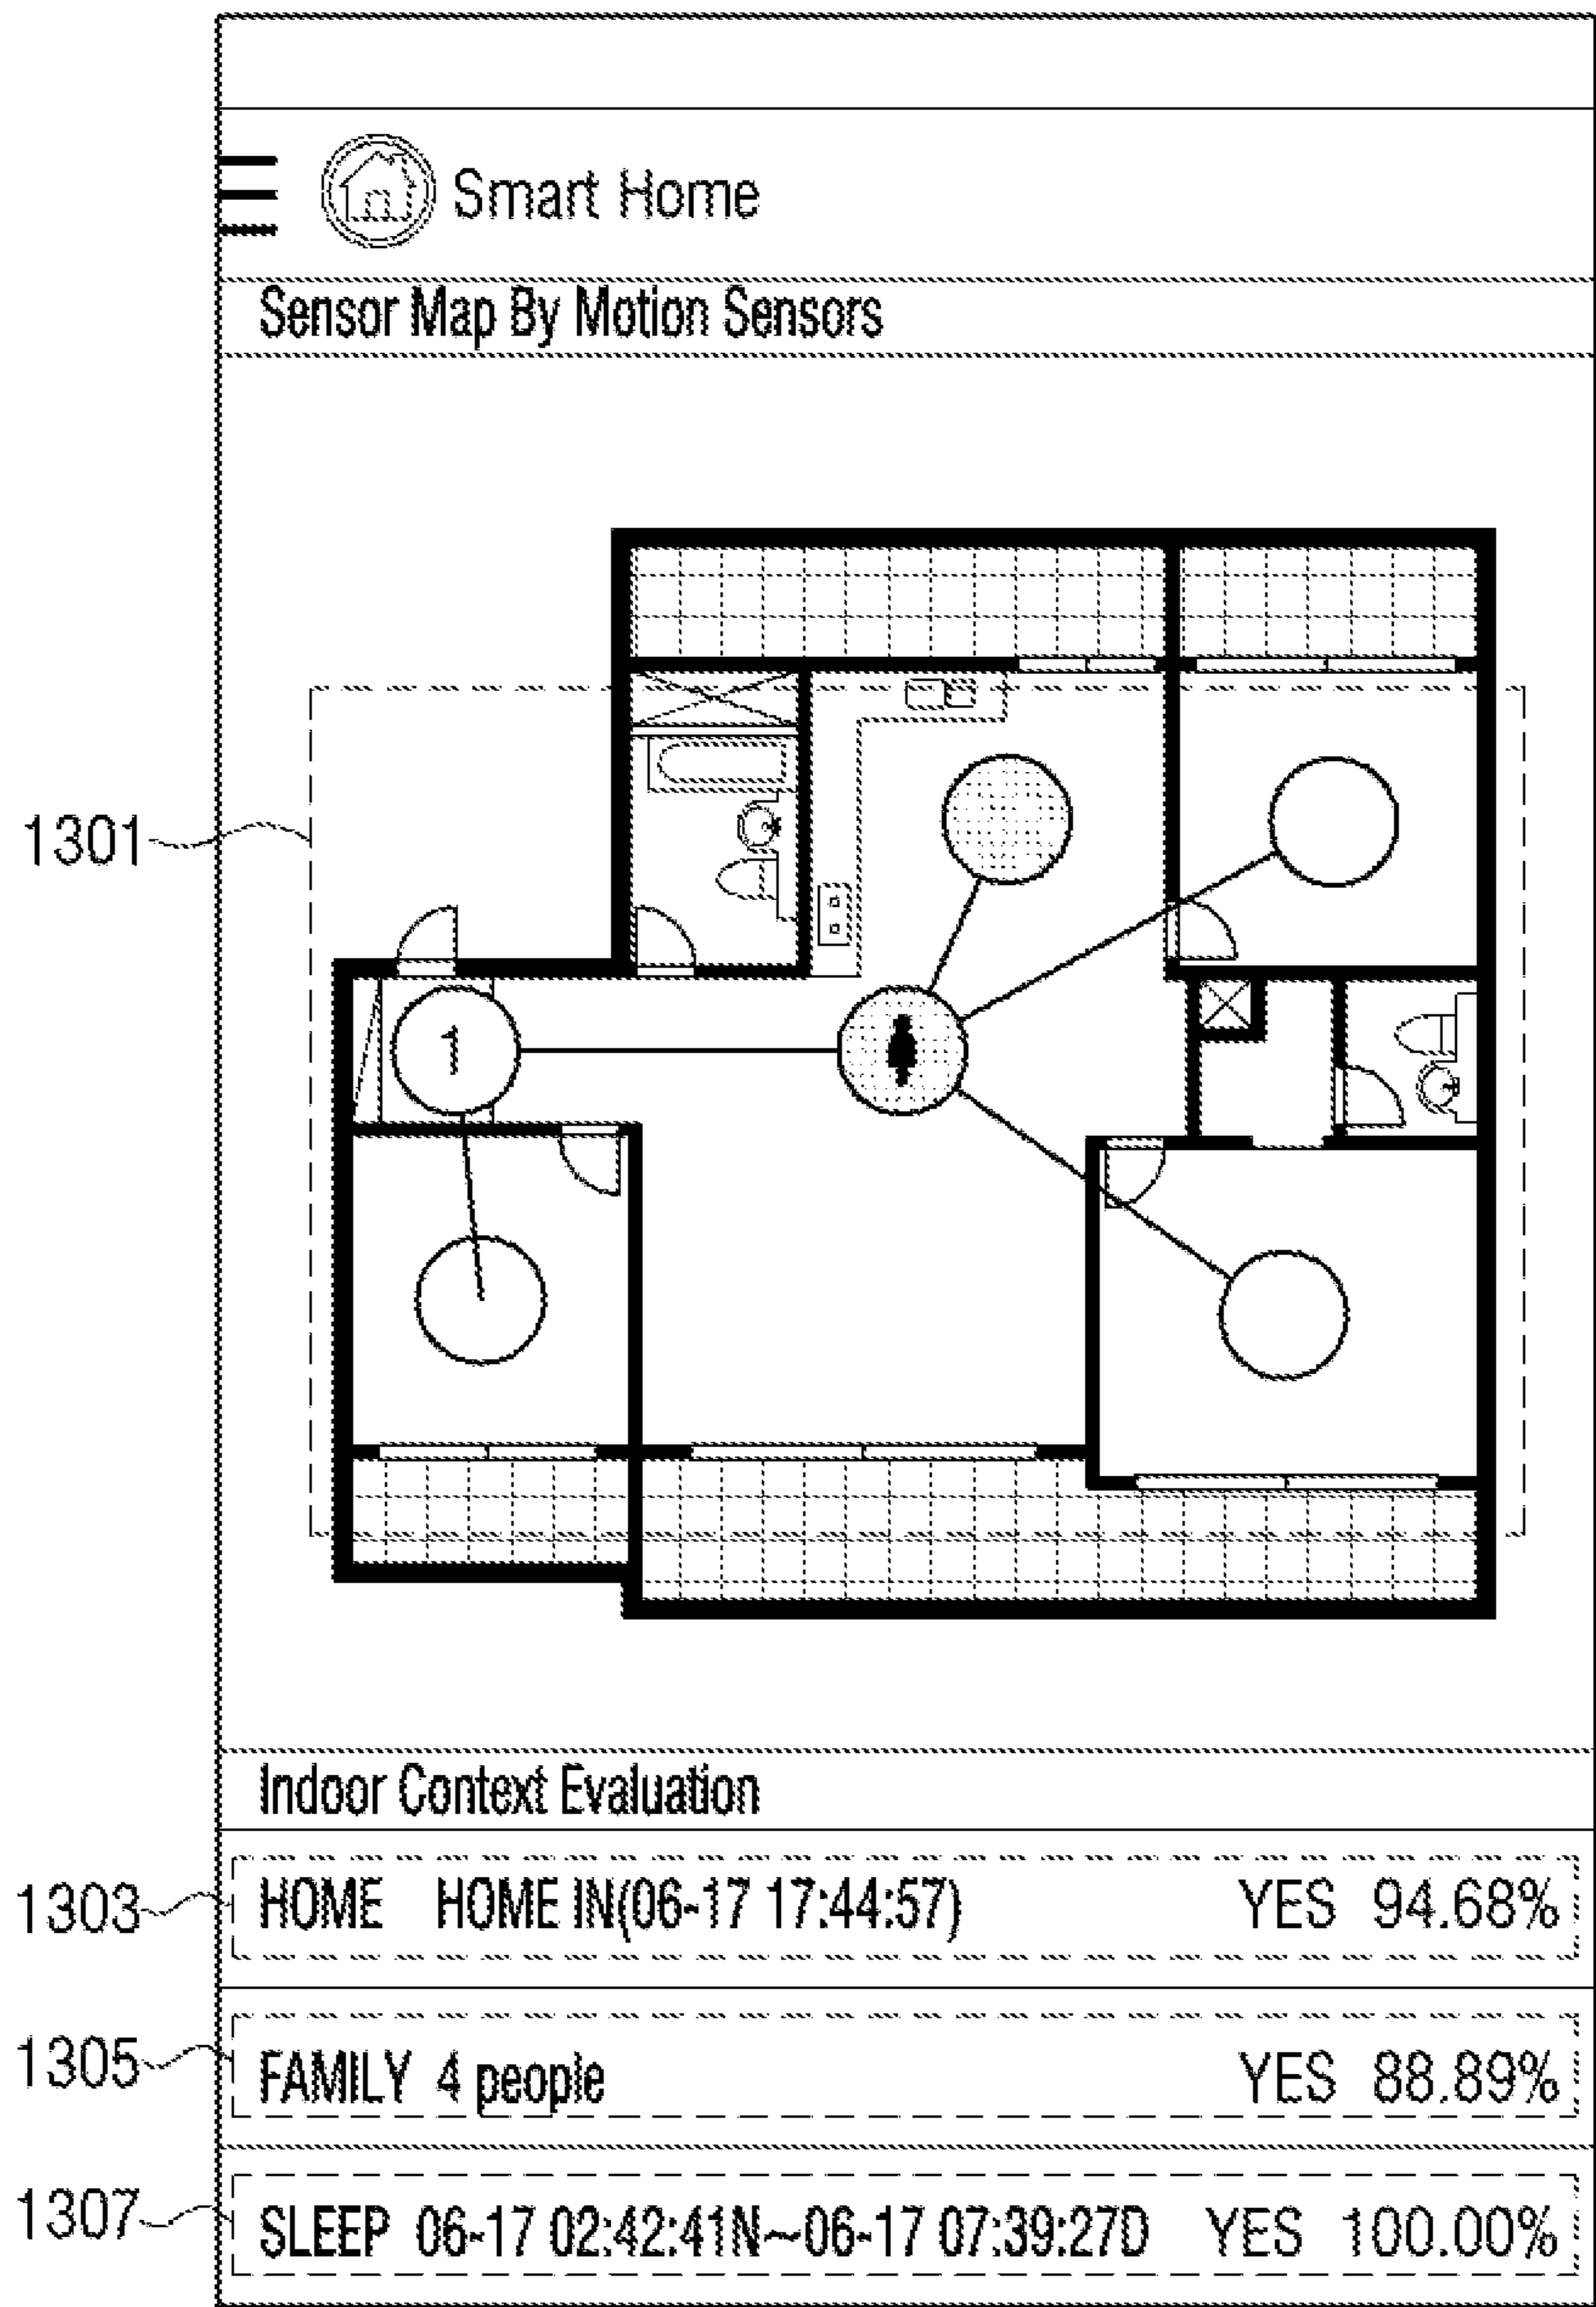 Smart Home
Sensor Map By Motion Sensors
1301
1
Indoor Context Evaluation
1303 HOME HOME IN(06-17 17:44:57) YES 94.68%
1305 FAMILY 4 people YES 88.89%
1307 SLEEP 06-17 02:42:41N~06-17 07:39:27D YES 100.00%